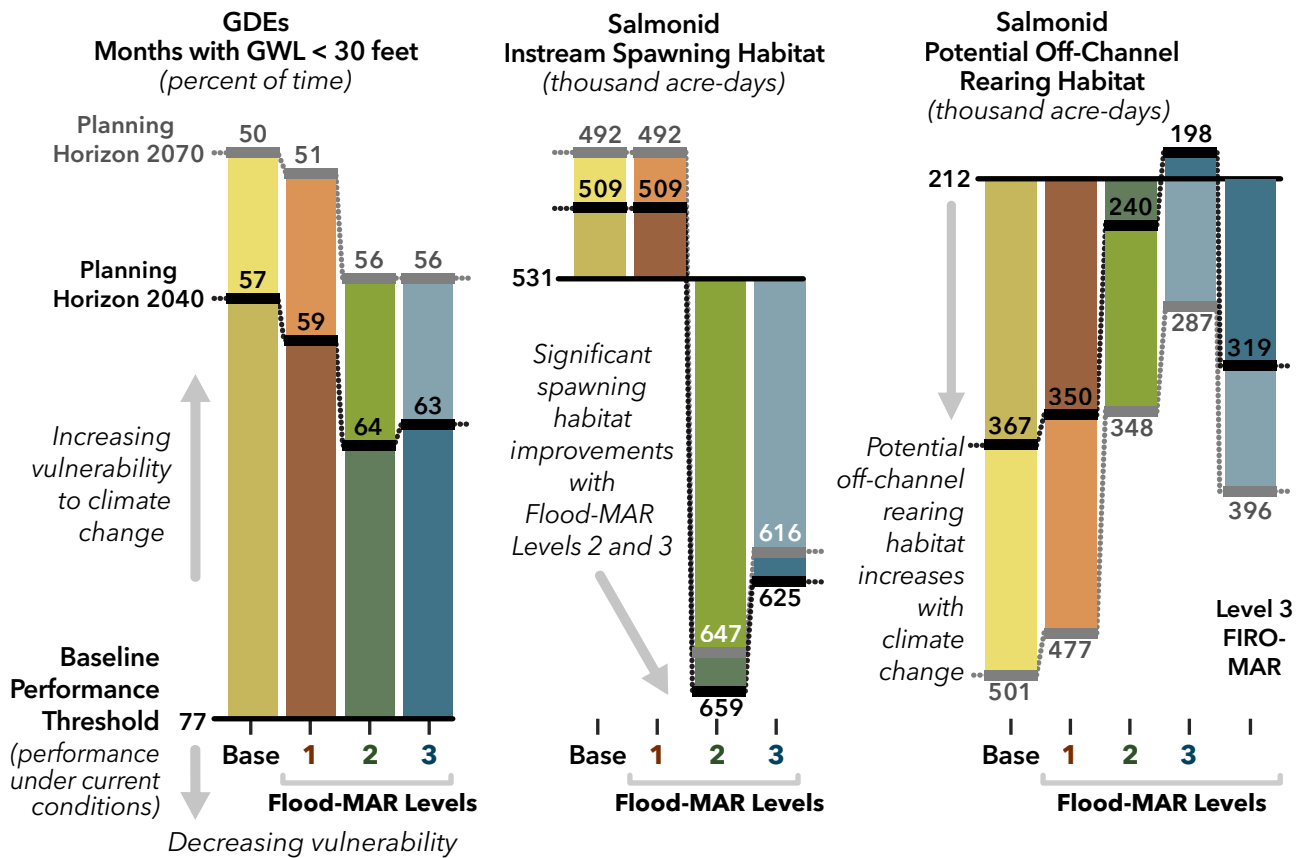 GDEs
Months with GWL < 30 feet
(percent of time)
Planning
Horizon 2070
50
51
56
56
Planning
Horizon 2040
57
59
64
63
Increasing
vulnerability
to climate
change
Baseline
Performance
Threshold
77
(performance
under current
conditions)
Base
1
2
3
Flood-MAR Levels
Decreasing vulnerability
Salmonid
Instream Spawning Habitat
(thousand acre-days)
492
492
509
509
531
Significant
spawning
habitat
improvements
with
Flood-MAR
Levels 2 and 3
616
625
647
659
Base
1
2
3
Flood-MAR Levels
Salmonid
Potential Off-Channel
Rearing Habitat
(thousand acre-days)
198
212
240
287
319
350
348
367
396
477
501
Potential
off-channel
rearing
habitat
increases
with
climate
change
Level 3
FIRO-
MAR
Base
1
2
3
Flood-MAR Levels